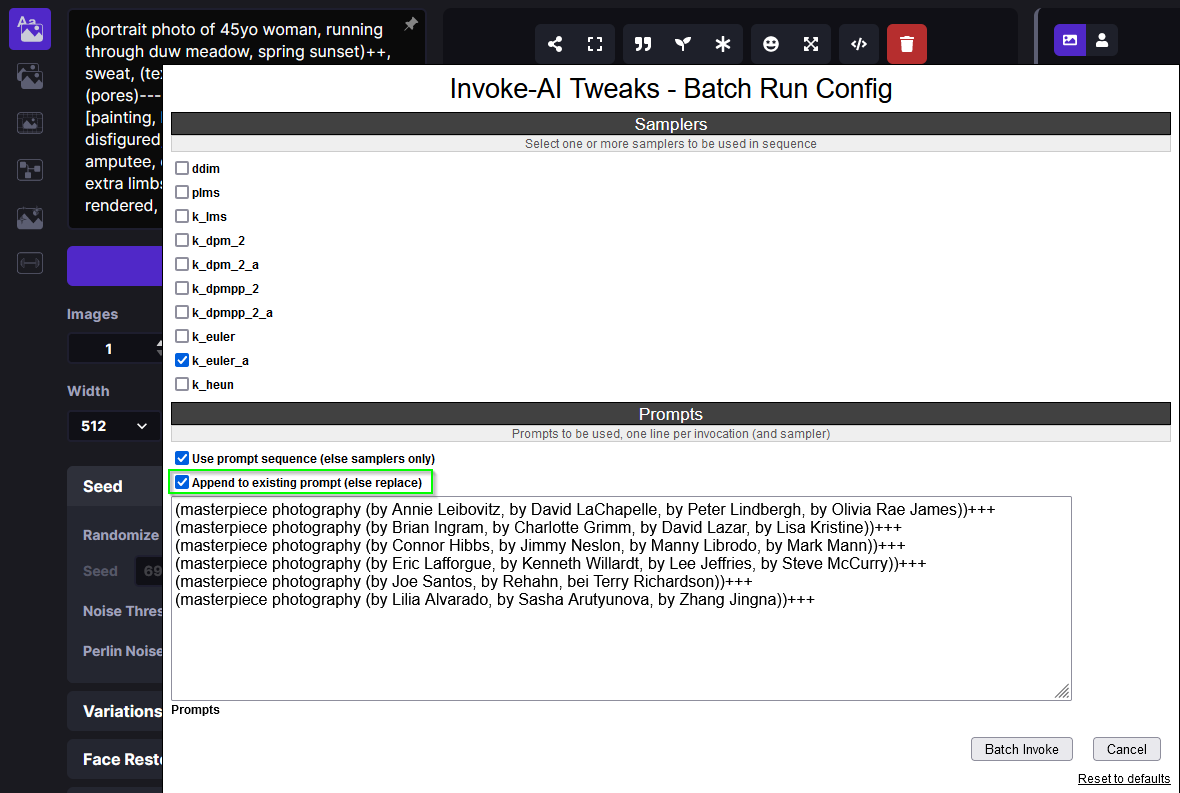 (portrait photo of 45yo woman, running
through duw meadow, spring sunset)++,
sweat, (te
(pores)---
[painting,
disfigured
amputee,
extra limbs
rendered,
Images
1
Width
512
Seed
Randomize
Seed 69
Noise Thres
Perlin Noise
Variations
Face Resto
Invoke-AI Tweaks - Batch Run Config
Samplers
Select one or more samplers to be used in sequence
ddim
plms
k_lms
k_dpm_2
k_dpm_2_a
k_dpmpp_2
k_dpmpp_2_a
k_euler
k_euler_a
k_heun
Prompts
Prompts to be used, one line per invocation (and sampler)
Use prompt sequence (else samplers only)
Append to existing prompt (else replace)
(masterpiece photography (by Annie Leibovitz, by David LaChapelle, by Peter Lindbergh, by Olivia Rae James))+++
(masterpiece photography (by Brian Ingram, by Charlotte Grimm, by David Lazar, by Lisa Kristine))+++
(masterpiece photography (by Connor Hibbs, by Jimmy Neslon, by Manny Librodo, by Mark Mann))+++
(masterpiece photography (by Eric Lafforgue, by Kenneth Willardt, by Lee Jeffries, by Steve McCurry))+++
(masterpiece photography (by Joe Santos, by Rehahn, bei Terry Richardson))+++
(masterpiece photography (by Lilia Alvarado, by Sasha Arutyunova, by Zhang Jingna))+++
Prompts
Batch Invoke
Cancel
Reset to defaults